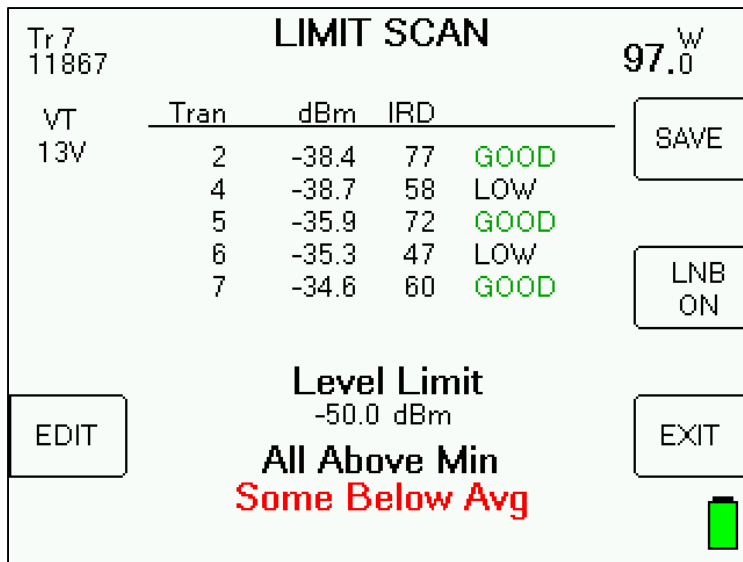 Tr 7
11867
LIMIT SCAN
97.0 W
VT
13V
Tran dBm IRD
2 -38.4 77 GOOD
4 -38.7 58 LOW
5 -35.9 72 GOOD
6 -35.3 47 LOW
7 -34.6 60 GOOD
SAVE
LNB
ON
Level Limit
-50.0 dBm
All Above Min
Some Below Avg
EDIT
EXIT